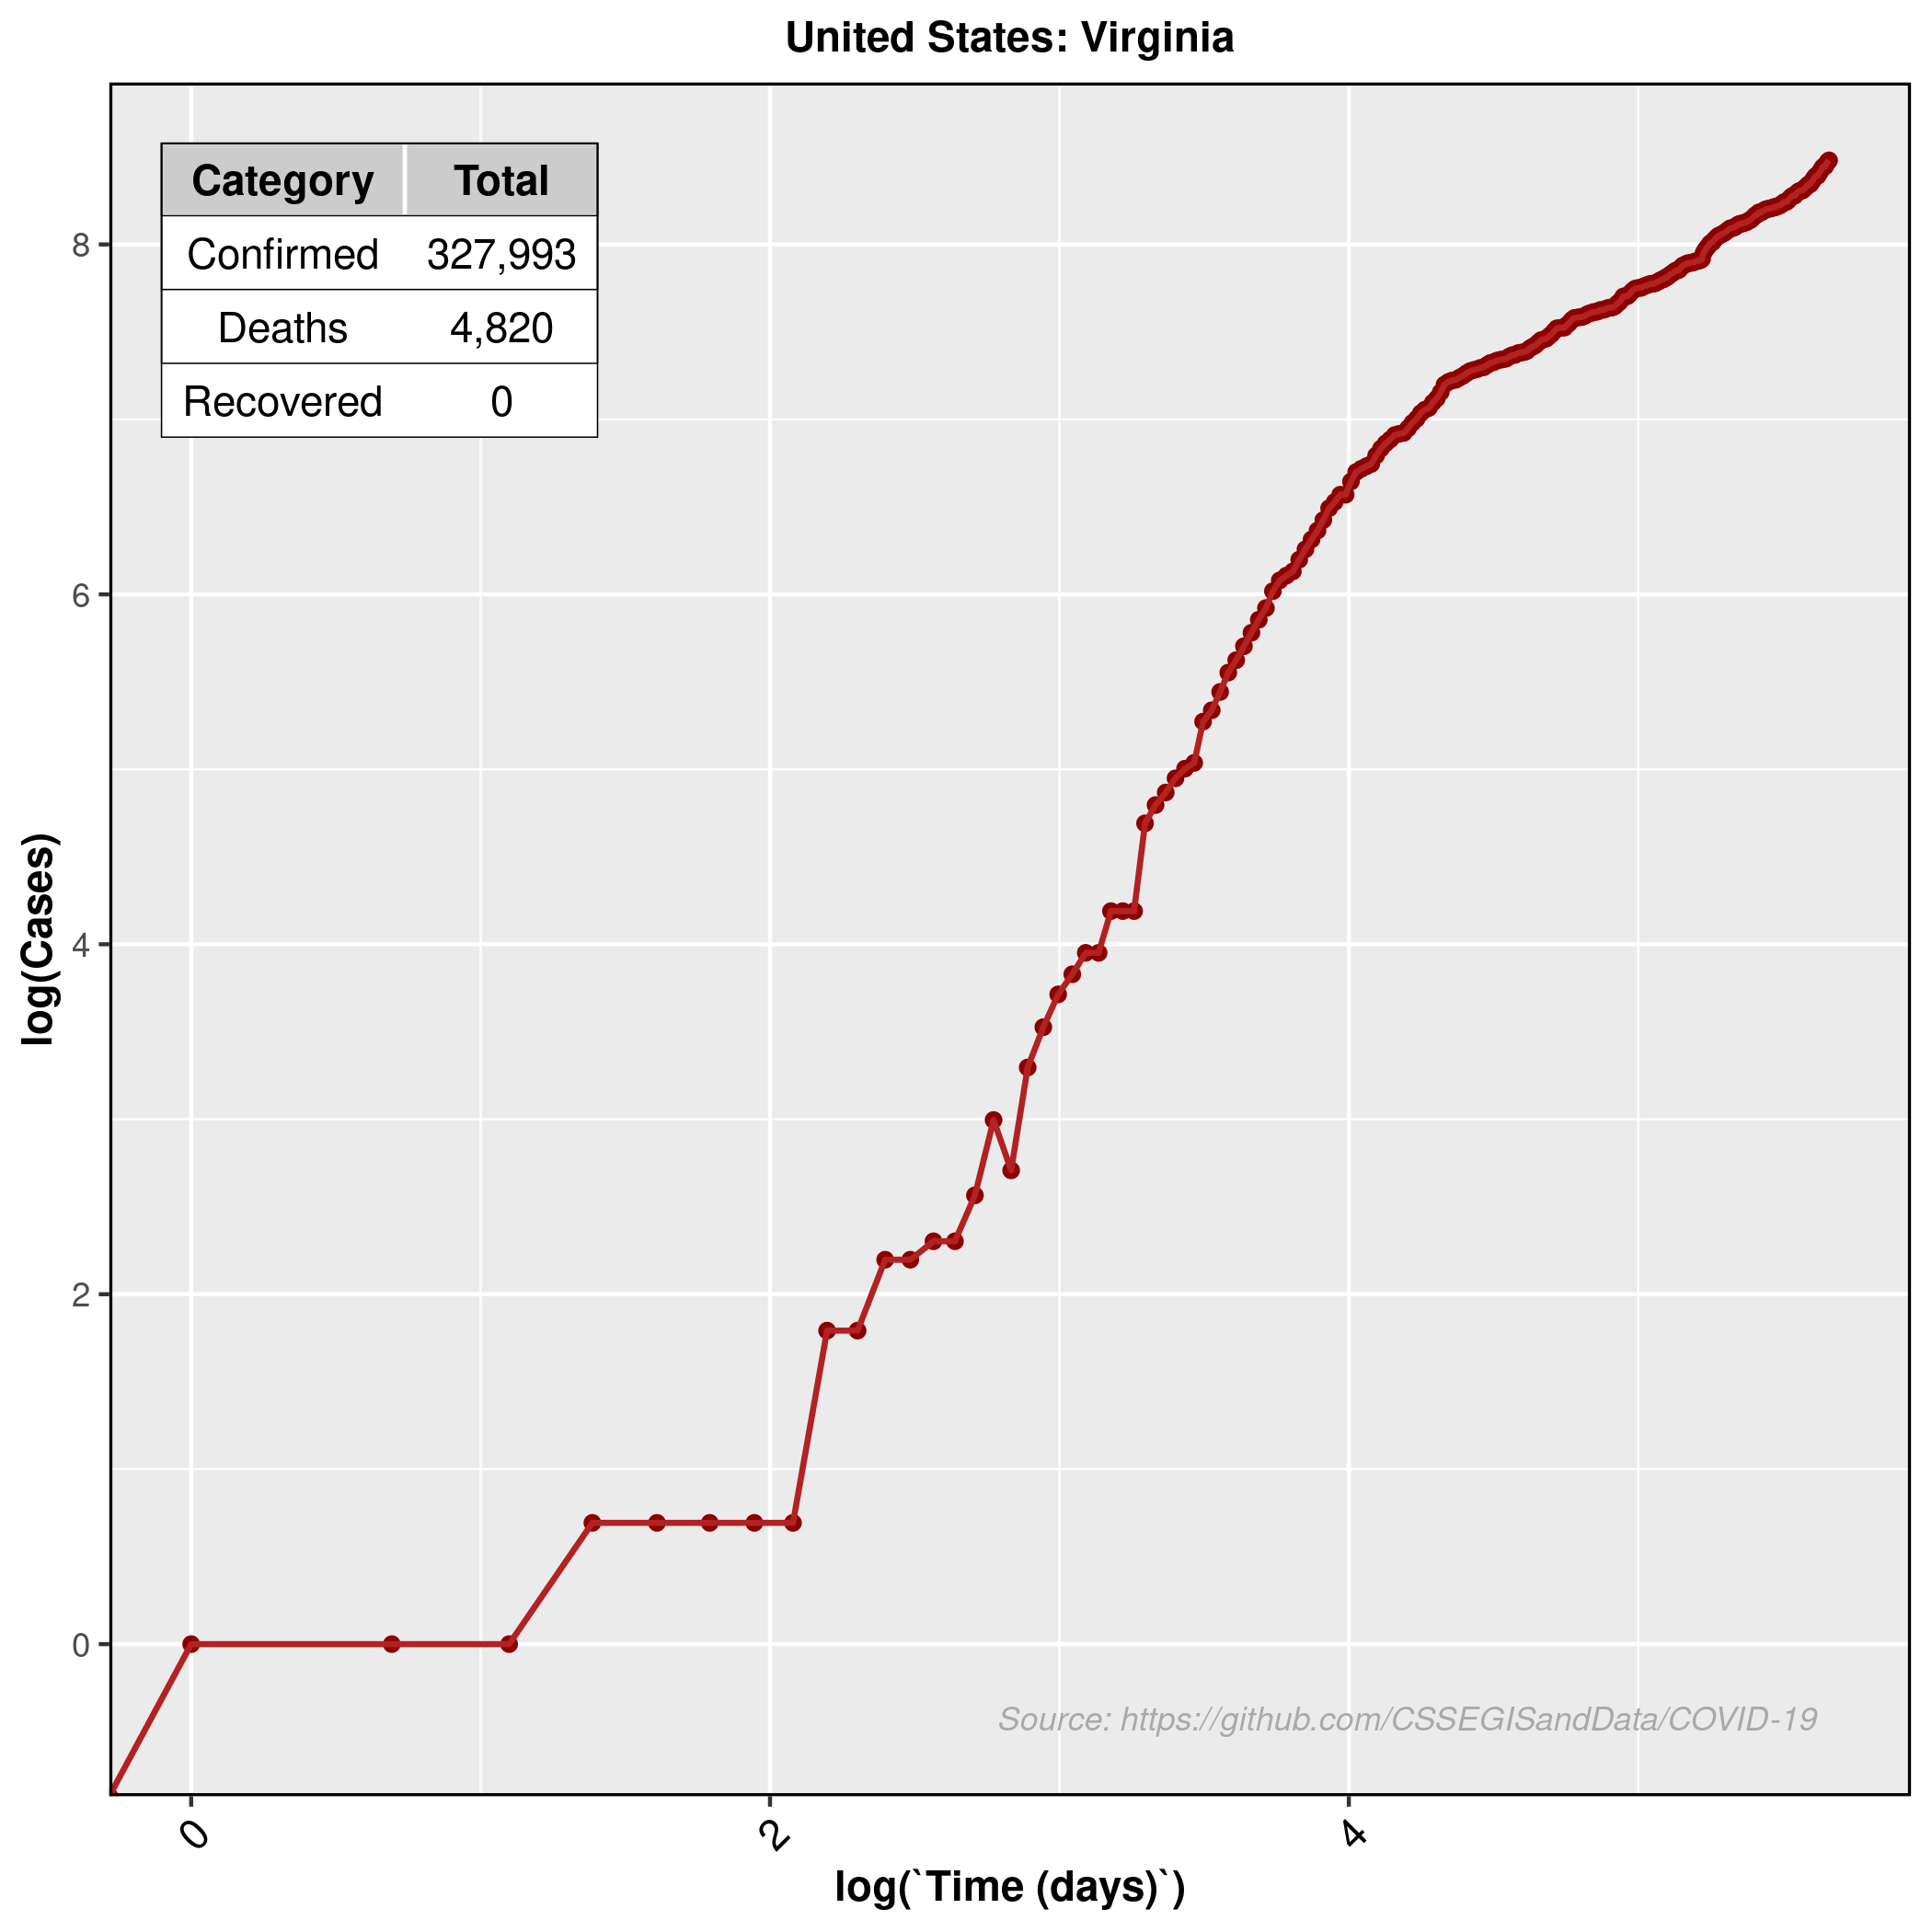 United States: Virginia
Category Total
Confirmed 327,993
Deaths 4,820
Recovered 0
8
6
4
2
0
log(Cases)
Source: https://github.com/CSSEGISandData/COVID-19
0 2 4
log(`Time (days)`)